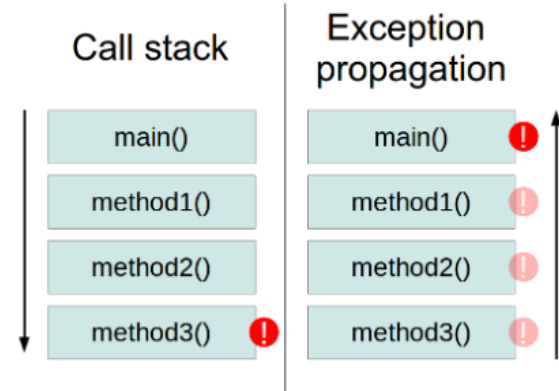 Call stack
main()
method1()
method2()
method3()
!
Exception
propagation
main()
!
method1()
!
method2()
!
method3()
!